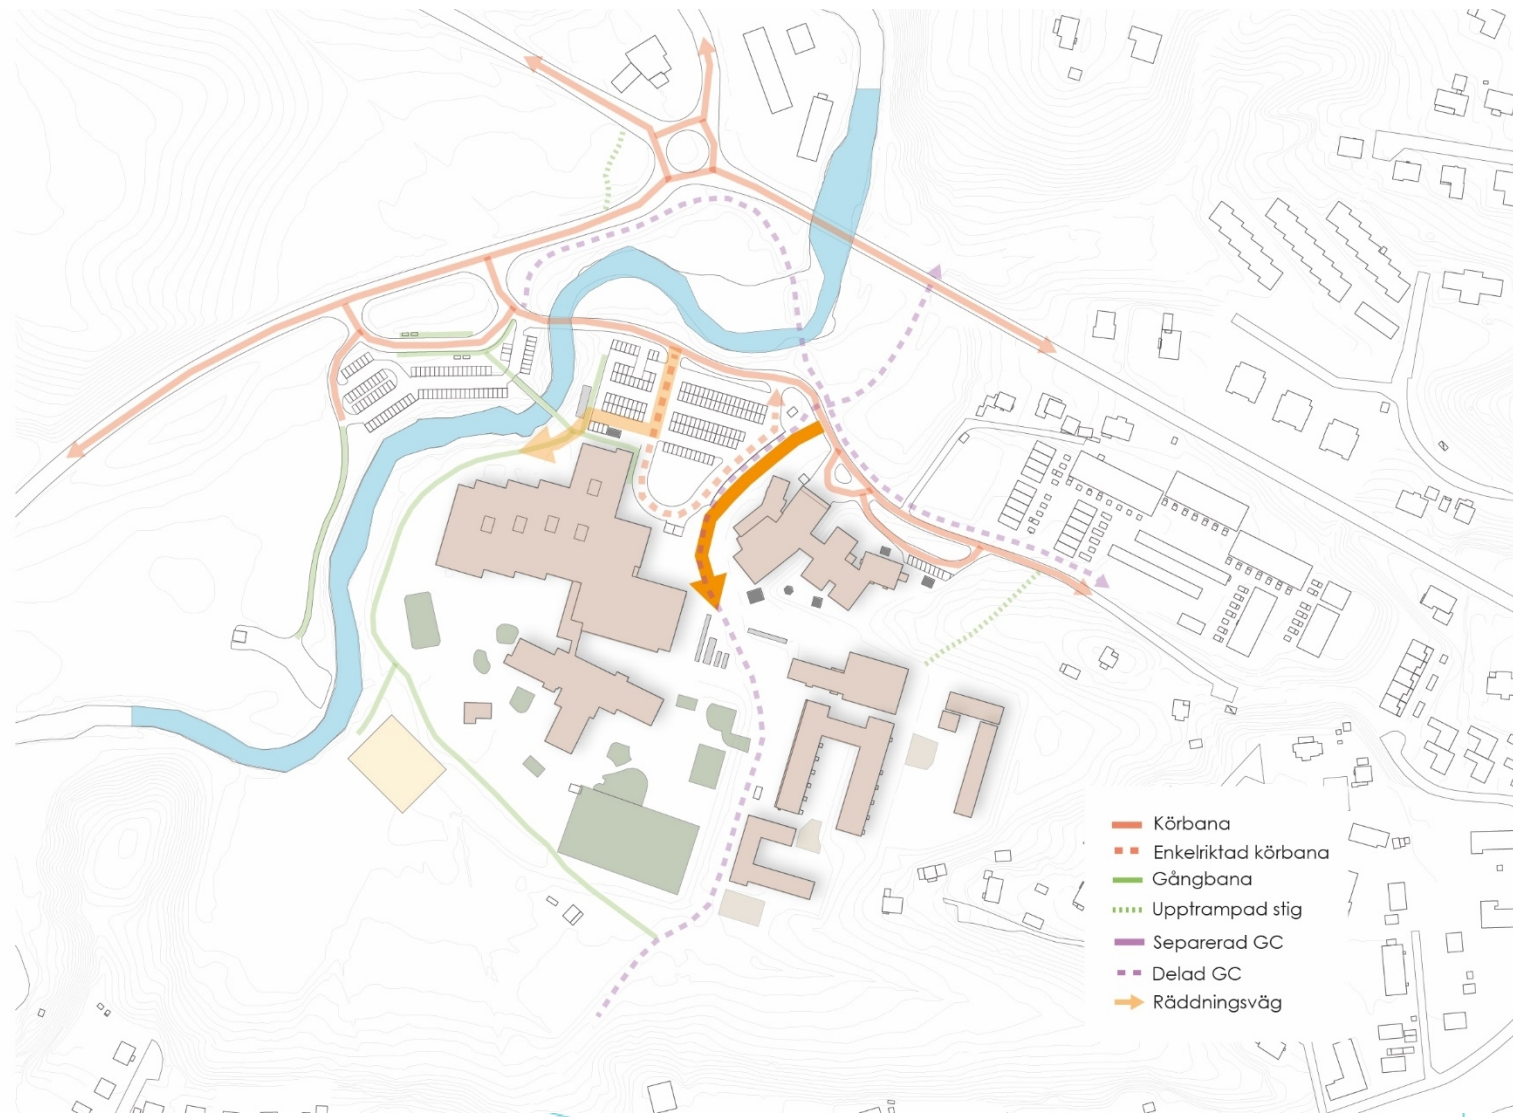 Körbana
Enkelriktad körbana
Gångbana
Upptrampad stig
Separerad GC
Delad GC
Räddningsväg